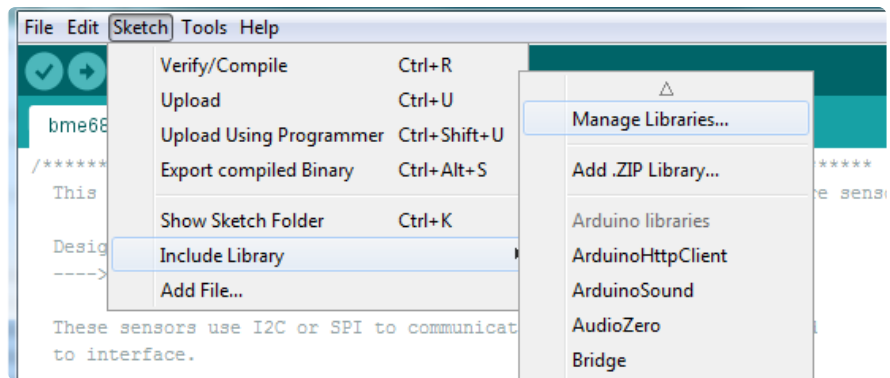 File Edit Sketch Tools Help
Verify/Compile Ctrl+R
Upload Ctrl+U
Upload Using Programmer Ctrl+Shift+U
Export compiled Binary Ctrl+Alt+S
Show Sketch Folder Ctrl+K
Include Library
Add File...
Manage Libraries...
Add .ZIP Library...
Arduino libraries
ArduinoHttpClient
ArduinoSound
AudioZero
Bridge
bme68
/******* *****
This re sens
Desig
---->
These sensors use I2C or SPI to communicat
to interface.